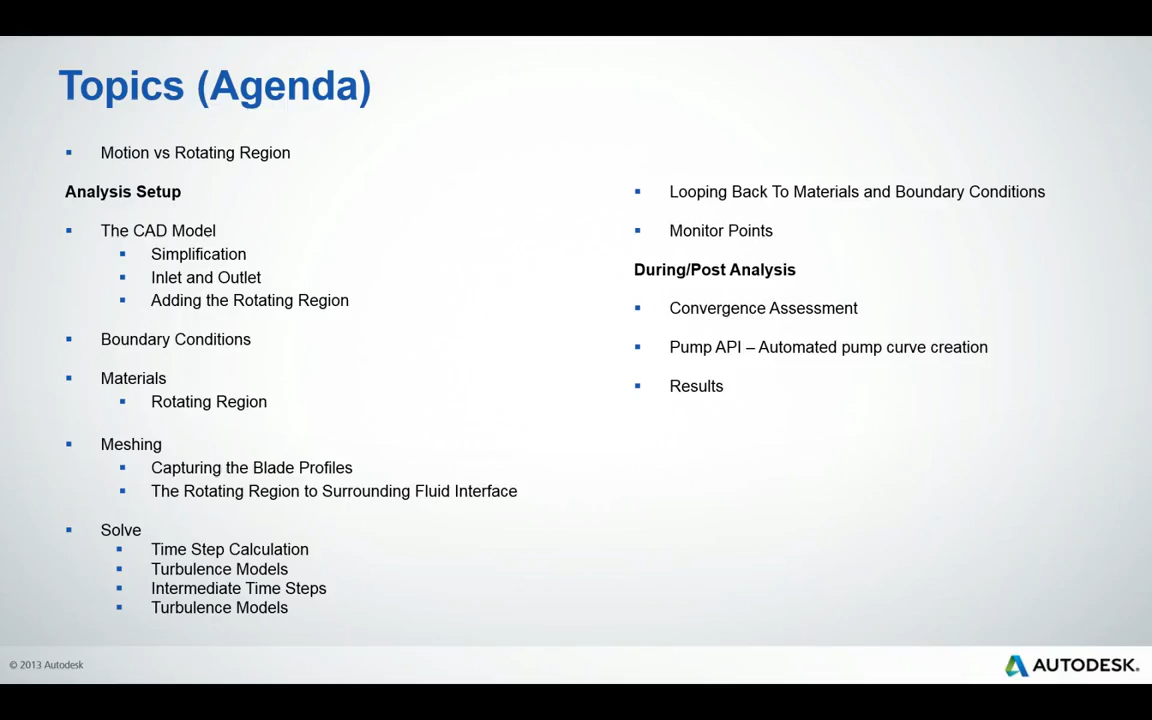 Topics (Agenda)
Motion vs Rotating Region
Analysis Setup
The CAD Model
Simplification
Inlet and Outlet
Adding the Rotating Region
Boundary Conditions
Materials
Rotating Region
Meshing
Capturing the Blade Profiles
The Rotating Region to Surrounding Fluid Interface
Solve
Time Step Calculation
Turbulence Models
Intermediate Time Steps
Turbulence Models
Looping Back To Materials and Boundary Conditions
Monitor Points
During/Post Analysis
Convergence Assessment
Pump API – Automated pump curve creation
Results
© 2013 Autodesk
AUTODESK.